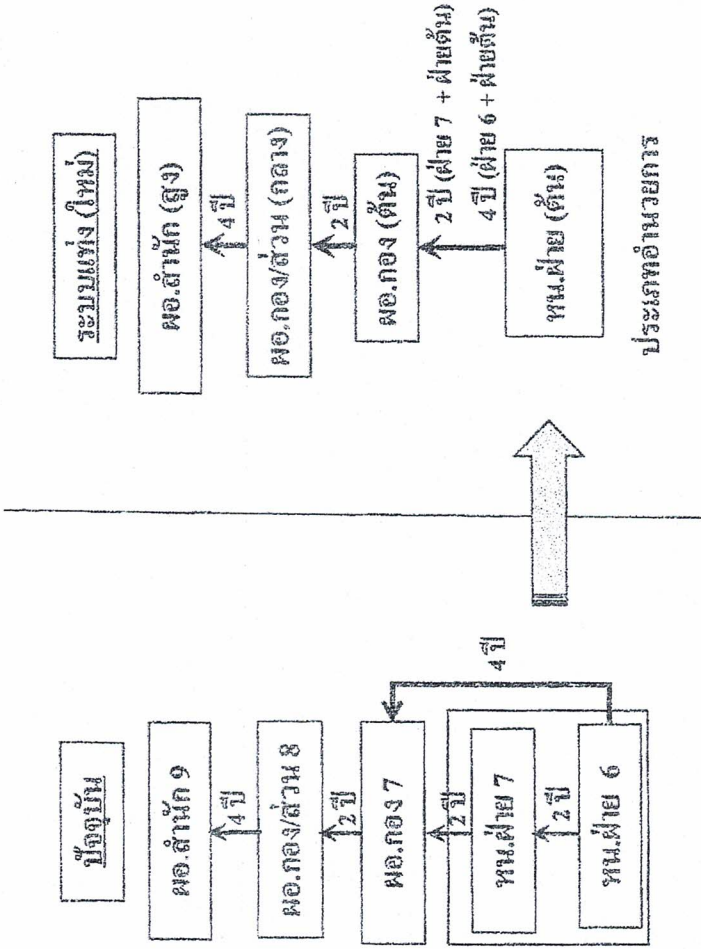 ปัจจุบัน
ผอ.สำนัก 9
4 ปี
ผอ.กอง/ส่วน 8
2 ปี
ผอ.กอง 7
2 ปี
4 ปี
หน.ฝ่าย 7
2 ปี
หน.ฝ่าย 6
ระบบแท่ง (ใหม่)
ผอ.สำนัก (สูง)
4 ปี
ผอ.กอง/ส่วน (กลาง)
2 ปี
ผอ.กอง (ต้น)
2 ปี (ฝ่าย 7 + ฝ่ายต้น)
4 ปี (ฝ่าย 6 + ฝ่ายต้น)
หน.ฝ่าย (ต้น)
ประเภทอำนวยการ